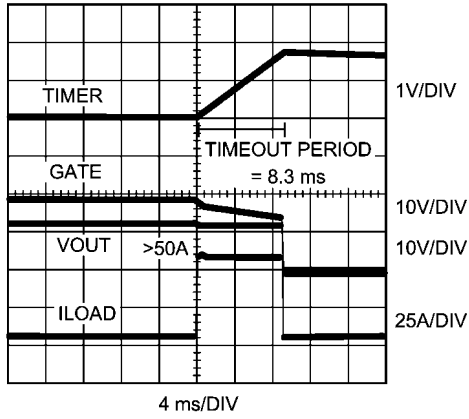 TIMER
1V/DIV
TIMEOUT PERIOD
= 8.3 ms
GATE
10V/DIV
VOUT
>50A
10V/DIV
ILOAD
25A/DIV
4 ms/DIV